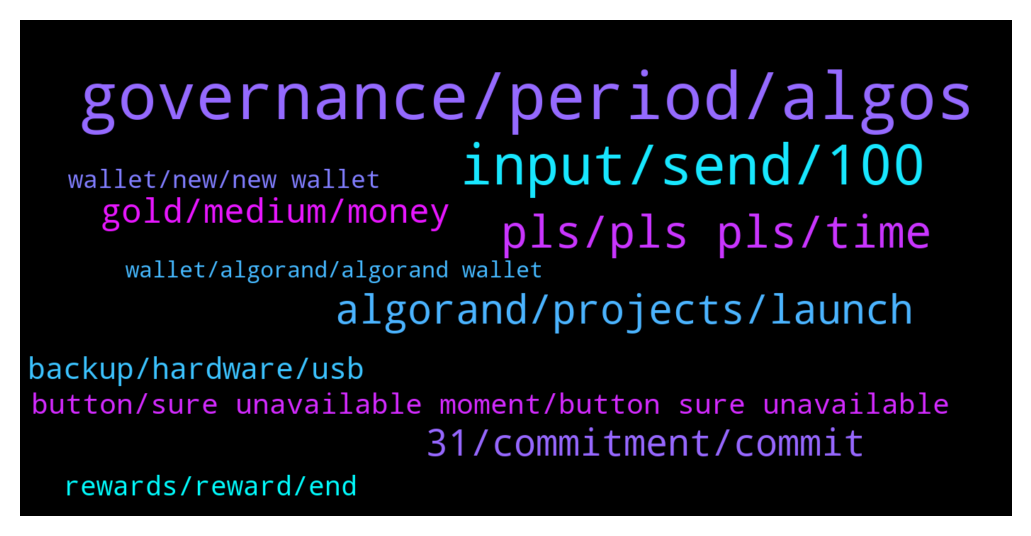 governance/period/algos
input/send/100
wallet/new/new wallet
gold/medium/money
pls/pls pls/time
wallet/algorand/algorand wallet
algorand/projects/launch
backup/hardware/usb
button/sure unavailable moment/button sure unavailable
31/commitment/commit
rewards/reward/end